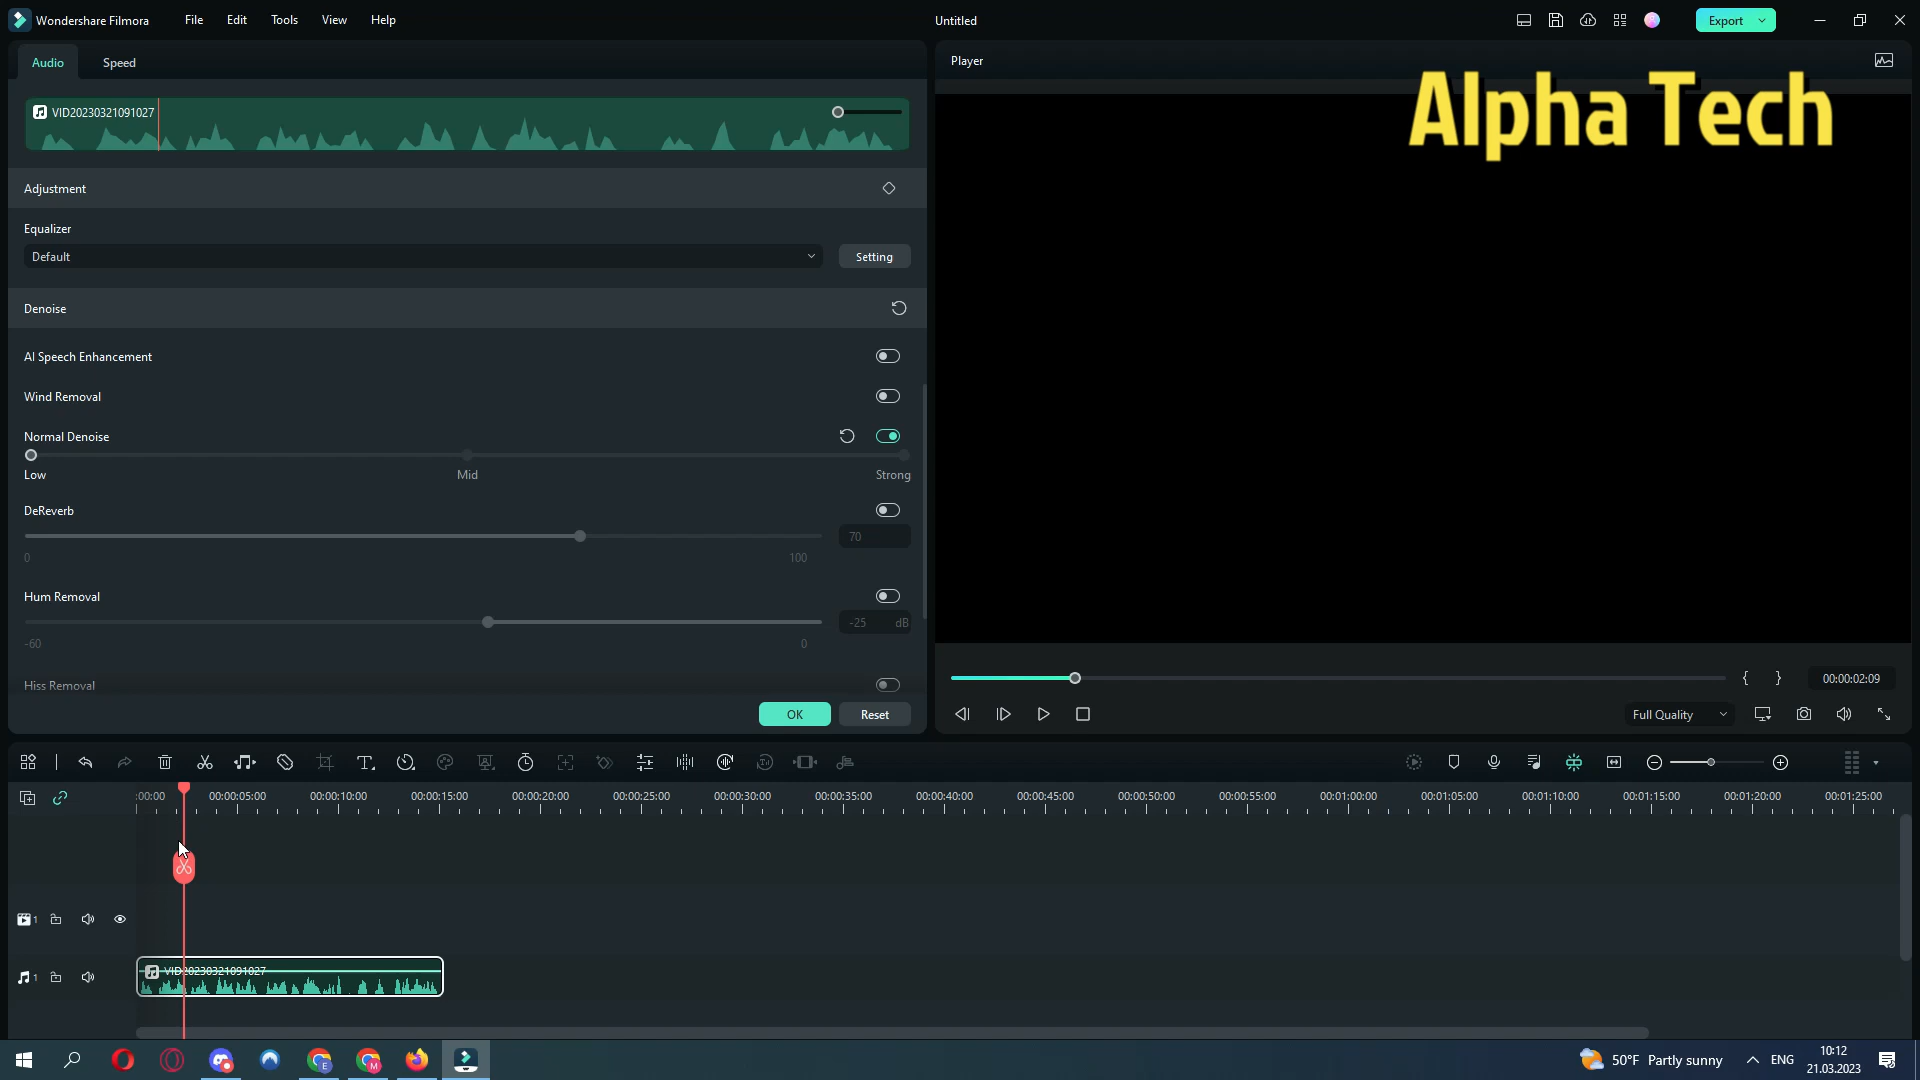 Wondershare Filmora
File
Edit
Tools
View
Help
Untitled
Export
Audio
Speed
Player
Alpha Tech
VID20230321091027
Adjustment
Equalizer
Default
Setting
Denoise
AI Speech Enhancement
Wind Removal
Normal Denoise
Low
Mid
Strong
DeReverb
70
0
100
Hum Removal
-25 dB
-60
0
Hiss Removal
OK
Reset
{ }
00:00:02:09
Full Quality
:00:00
00:00:05:00
00:00:10:00
00:00:15:00
00:00:20:00
00:00:25:00
00:00:30:00
00:00:35:00
00:00:40:00
00:00:45:00
00:00:50:00
00:00:55:00
00:01:00:00
00:01:05:00
00:01:10:00
00:01:15:00
00:01:20:00
00:01:25:00
1
1
VID20230321091027
50°F Partly sunny
ENG
10:12
21.03.2023